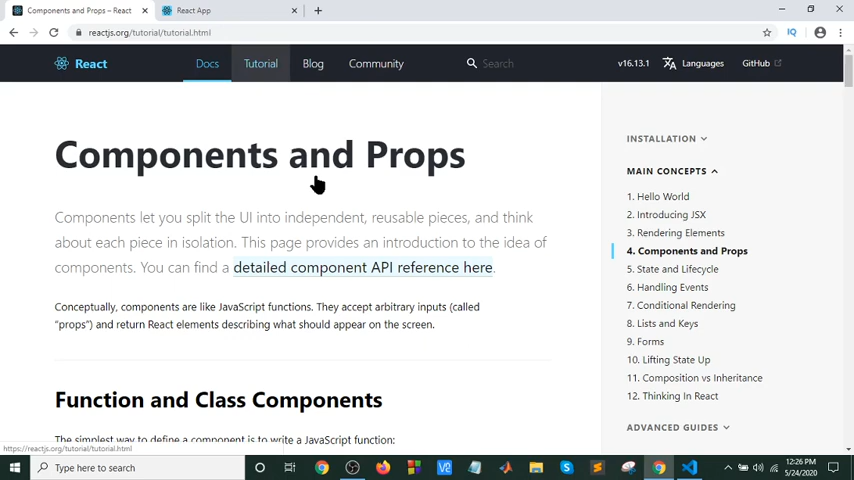 Components and Props – React
React App
reactjs.org/tutorial/tutorial.html
IQ
React
Docs
Tutorial
Blog
Community
Search
v16.13.1
Languages
GitHub
Components and Props
Components let you split the UI into independent, reusable pieces, and think
about each piece in isolation. This page provides an introduction to the idea of
components. You can find a detailed component API reference here.
Conceptually, components are like JavaScript functions. They accept arbitrary inputs (called
“props”) and return React elements describing what should appear on the screen.
Function and Class Components
The simplest way to define a component is to write a JavaScript function:
INSTALLATION
MAIN CONCEPTS
1. Hello World
2. Introducing JSX
3. Rendering Elements
4. Components and Props
5. State and Lifecycle
6. Handling Events
7. Conditional Rendering
8. Lists and Keys
9. Forms
10. Lifting State Up
11. Composition vs Inheritance
12. Thinking In React
ADVANCED GUIDES
https://reactjs.org/tutorial/tutorial.html
Type here to search
12:26 PM
5/24/2020